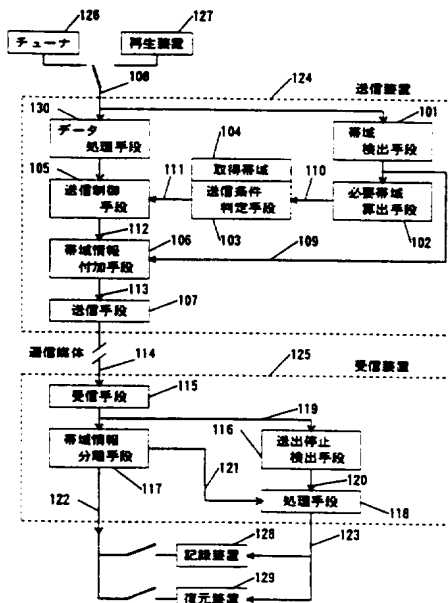 126
127
チューナ
再生装置
108
124
送信装置
130
101
データ
処理手段
104
帯域
検出手段
105
取得帯域
111
110
送信制御
手段
送信条件
判定手段
必要帯域
算出手段
112
103
109
102
帯域情報
付加手段
106
113
送信手段
107
通信媒体
114
125
受信装置
受信手段
115
119
116
帯域情報
分離手段
121
送出停止
検出手段
117
120
122
処理手段
118
128
123
記録装置
129
復元装置